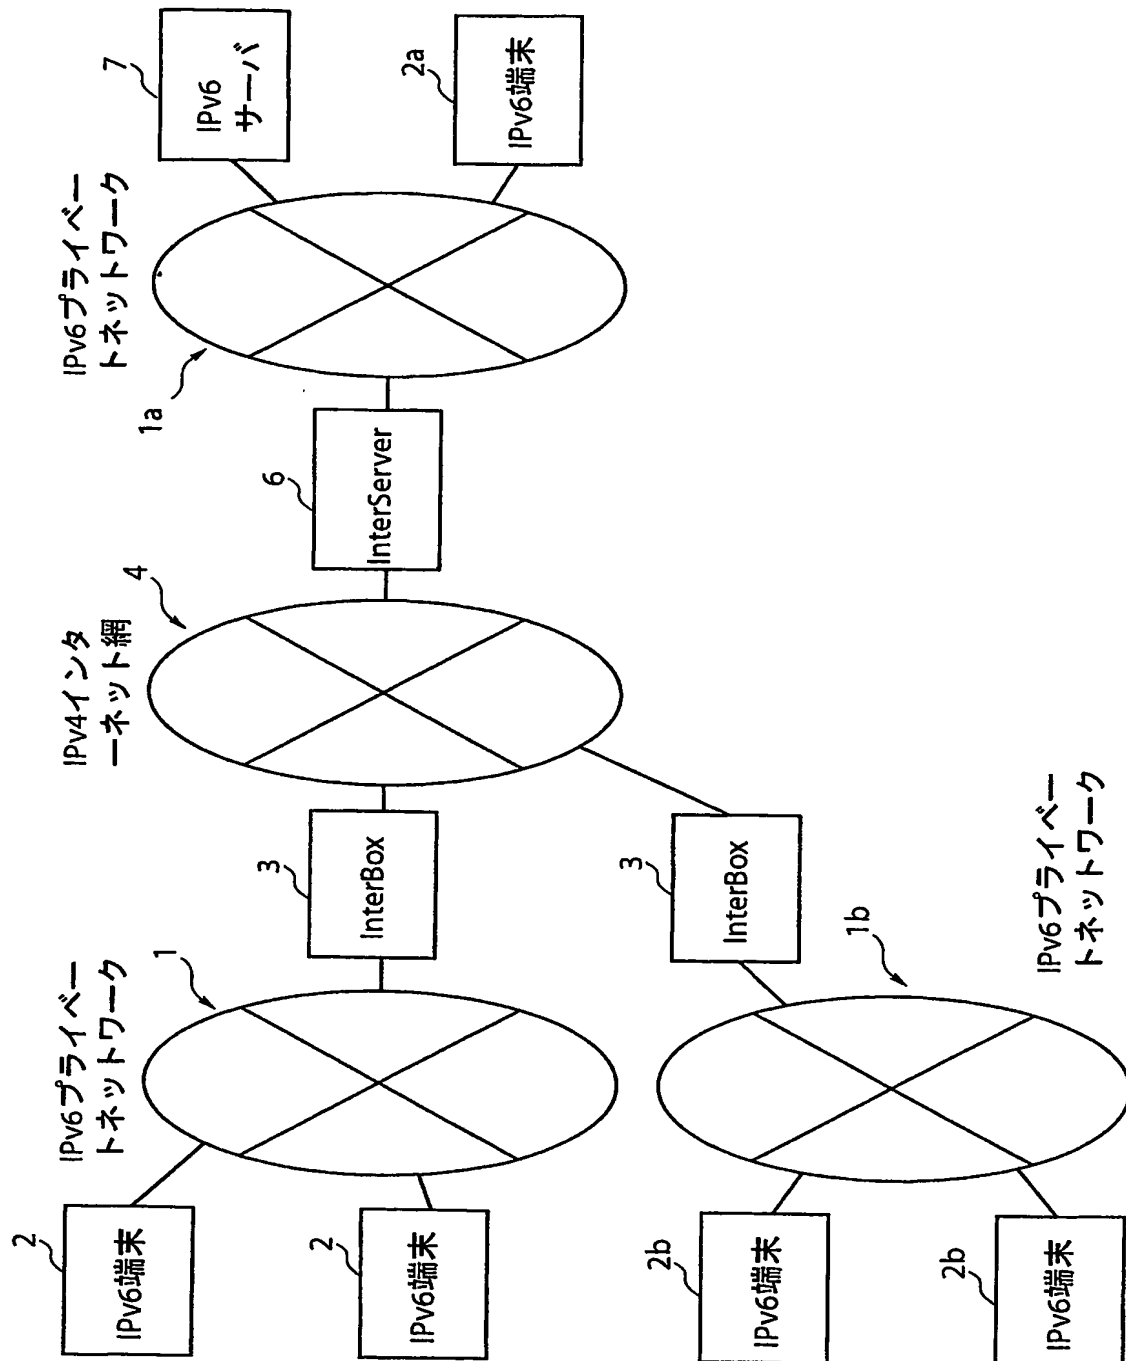 2
IPv6端末
2
IPv6端末
IPv6プライベー
トネットワーク
1
3
InterBox
IPv4インタ
ーネット網
4
6
InterServer
IPv6プライベー
トネットワーク
1a
7
IPv6
サーバ
2a
IPv6端末
2b
IPv6端末
2b
IPv6端末
1b
IPv6プライベー
トネットワーク
3
InterBox